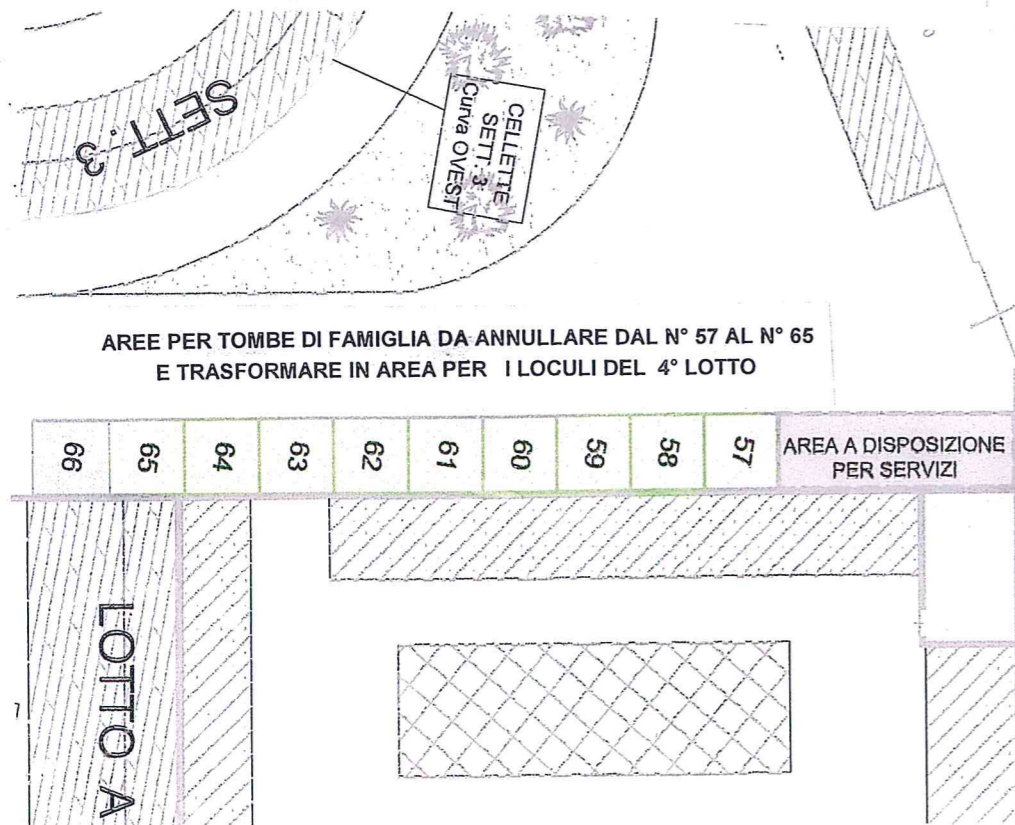 SETT. 3
CELLETTE
SETT. 3
Curva OVEST
AREE PER TOMBE DI FAMIGLIA DA ANNULLARE DAL N° 57 AL N° 65
E TRASFORMARE IN AREA PER I LOCULI DEL 4° LOTTO
66 65 64 63 62 61 60 59 58 57
AREA A DISPOSIZIONE
PER SERVIZI
LOTTO A